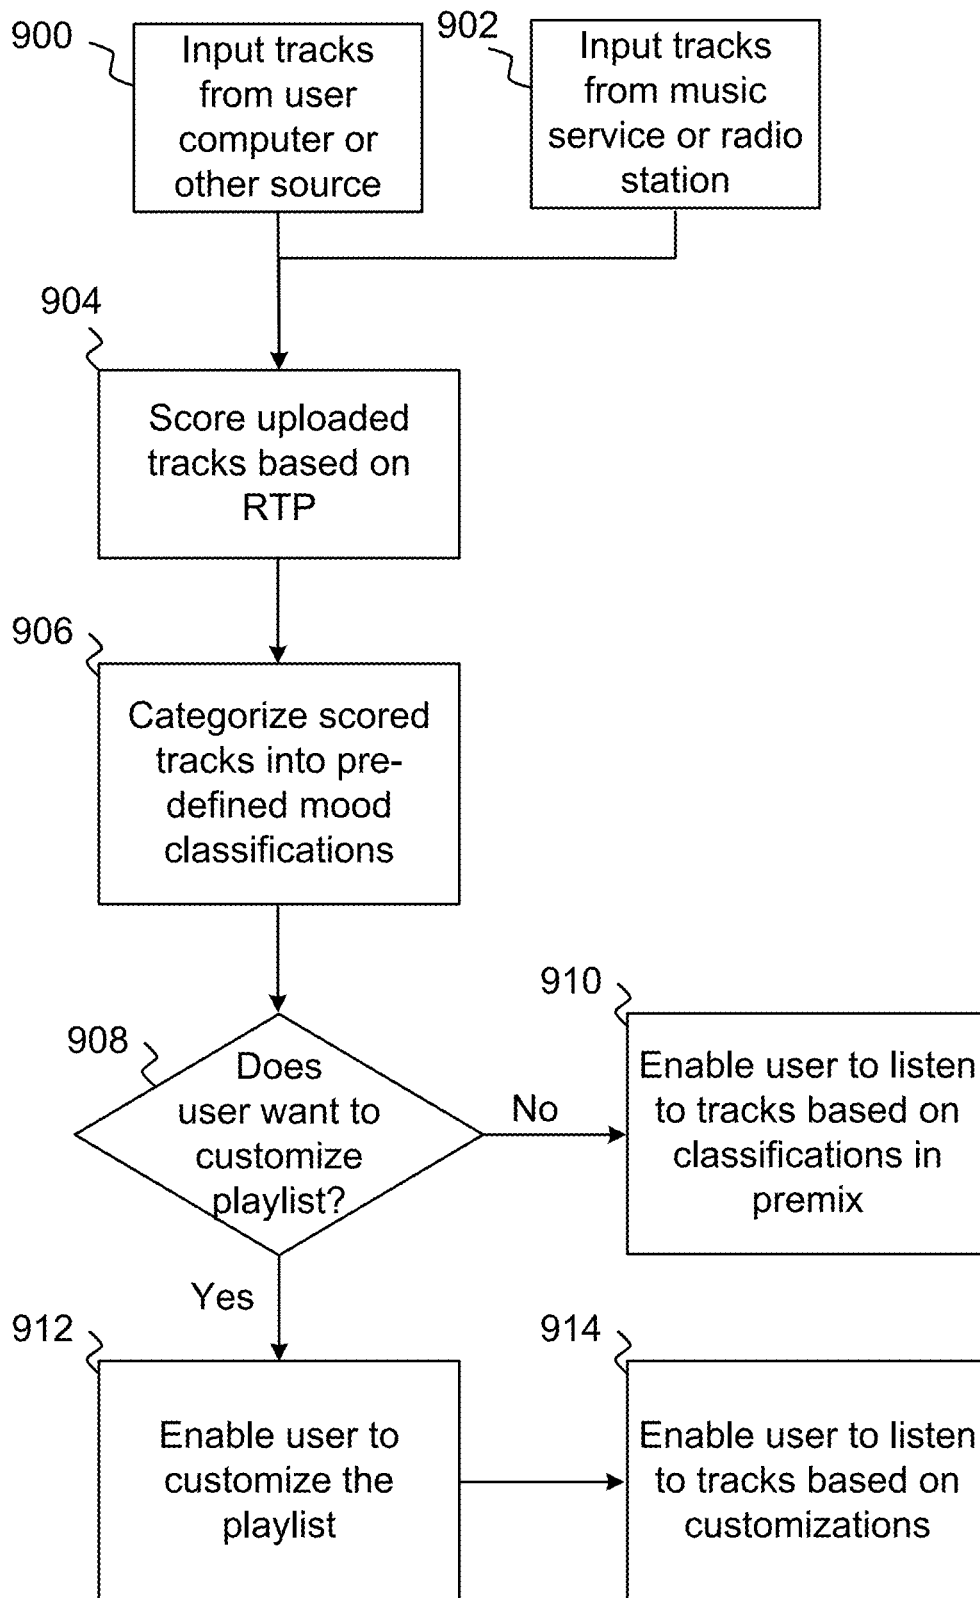 900
Input tracks
from user
computer or
other source
902
Input tracks
from music
service or radio
station
904
Score uploaded
tracks based on
RTP
906
Categorize scored
tracks into pre-
defined mood
classifications
908
Does
user want to
customize
playlist?
No
910
Enable user to listen
to tracks based on
classifications in
premix
Yes
912
Enable user to
customize the
playlist
914
Enable user to listen
to tracks based on
customizations